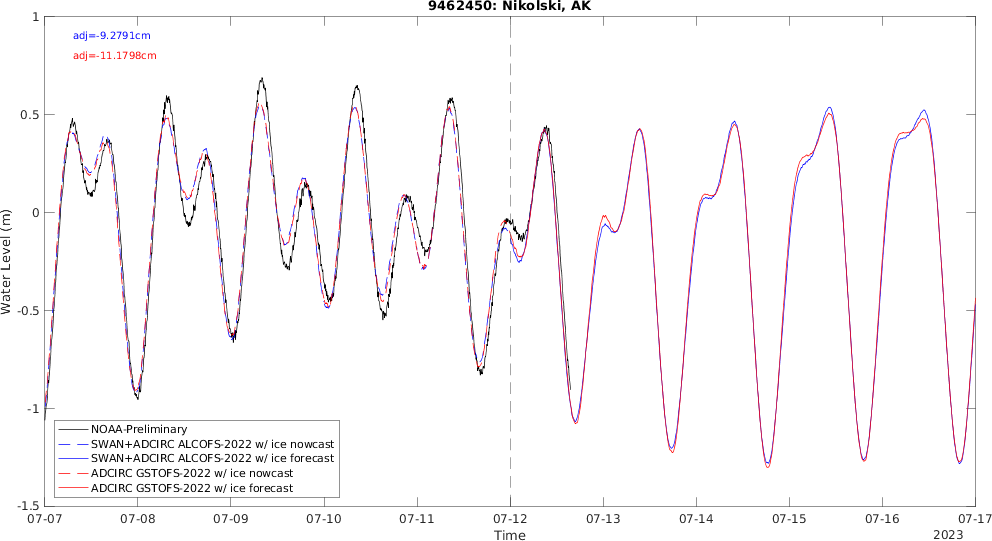 9462450: Nikolski, AK
adj=-9.2791cm
adj=-11.1798cm
1
0.5
0
-0.5
-1
-1.5
Water Level (m)
NOAA-Preliminary
SWAN+ADCIRC ALCOFS-2022 w/ ice nowcast
SWAN+ADCIRC ALCOFS-2022 w/ ice forecast
ADCIRC GSTOFS-2022 w/ ice nowcast
ADCIRC GSTOFS-2022 w/ ice forecast
07-07 07-08 07-09 07-10 07-11 07-12 07-13 07-14 07-15 07-16 07-17
Time
2023